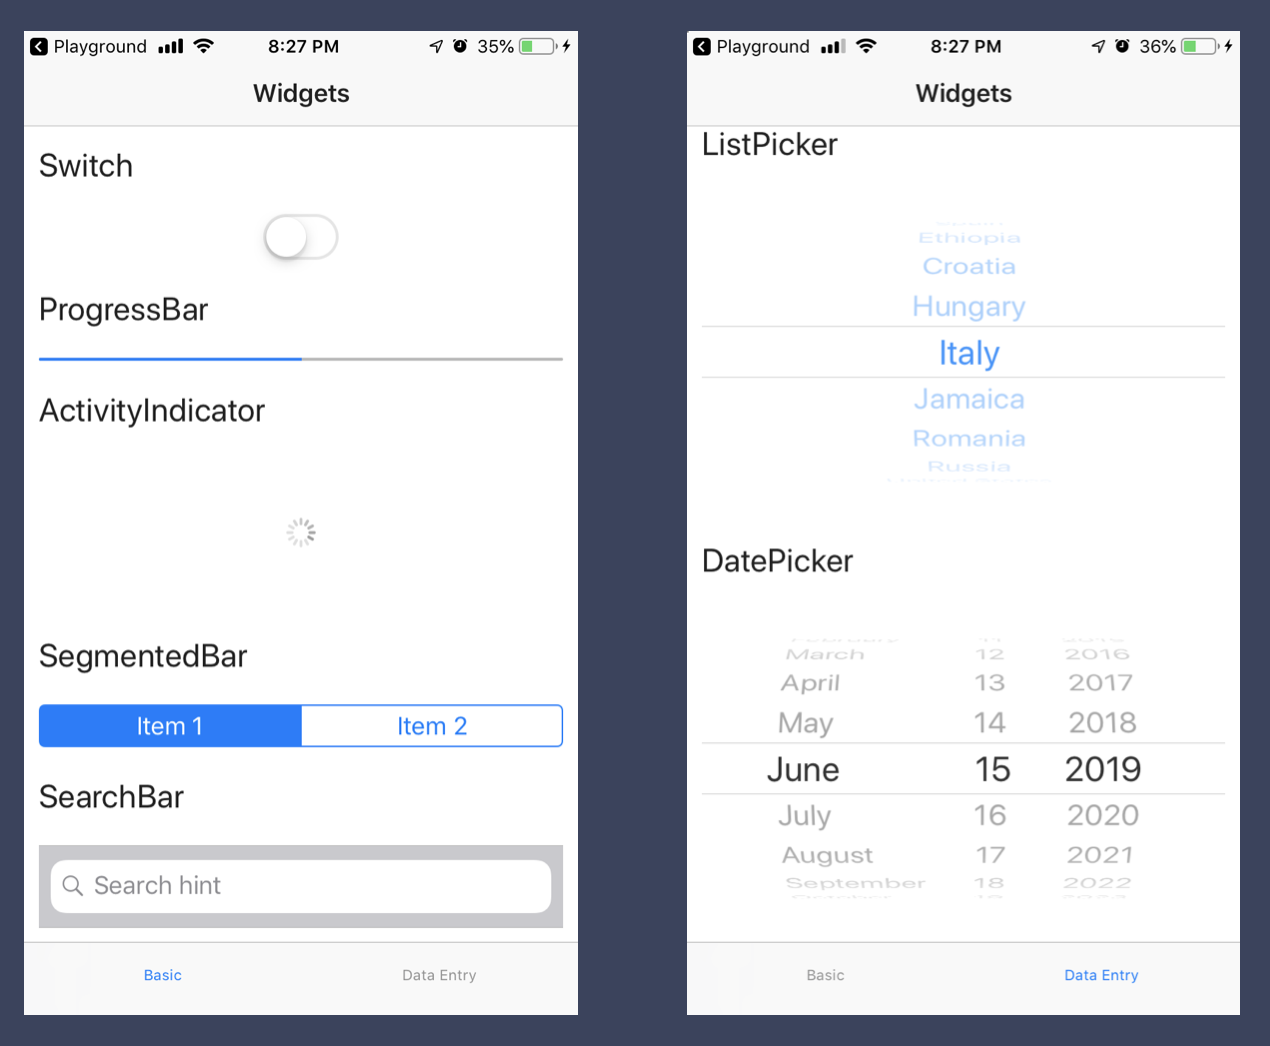 Playground 8:27 PM 35%
Widgets
Switch
ProgressBar
ActivityIndicator
SegmentedBar
Item 1 Item 2
SearchBar
Search hint
Basic Data Entry
Playground 8:27 PM 36%
Widgets
ListPicker
Ethiopia
Croatia
Hungary
Italy
Jamaica
Romania
Russia
DatePicker
March 12 2016
April 13 2017
May 14 2018
June 15 2019
July 16 2020
August 17 2021
September 18 2022
Basic Data Entry